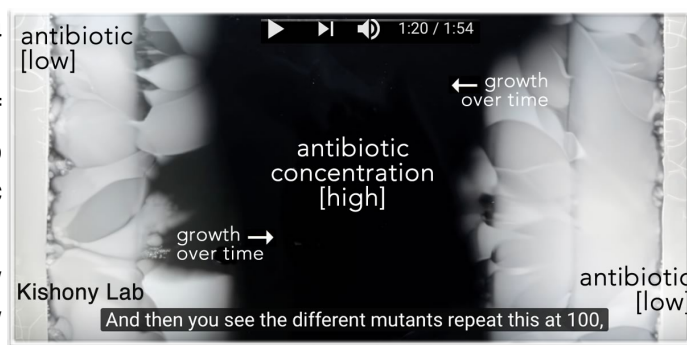 1:20 / 1:54
antibiotic
[low]
← growth
over time
antibiotic
concentration
[high]
growth →
over time
antibiotic
[low]
Kishony Lab
And then you see the different mutants repeat this at 100,